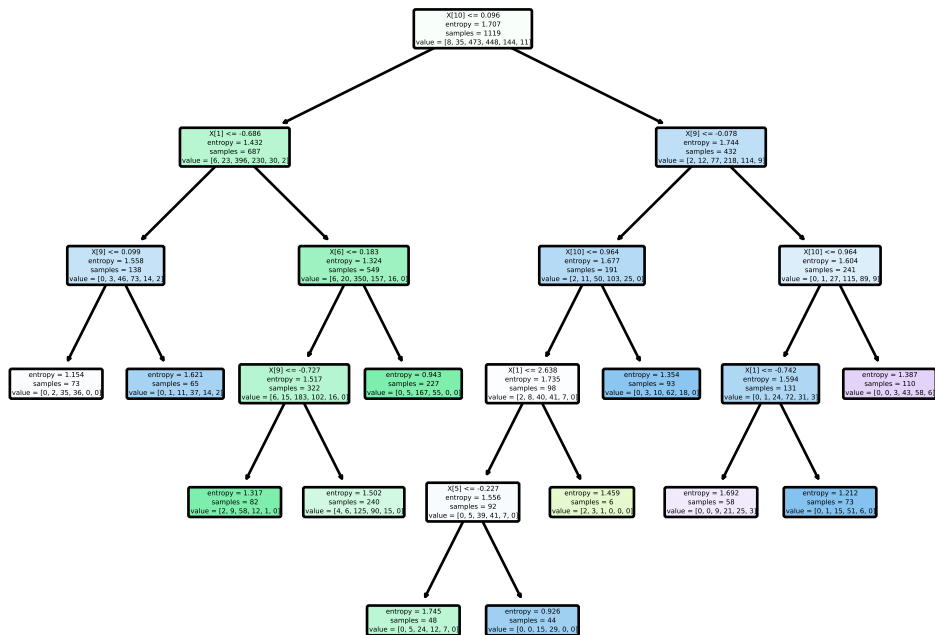 X[10] <= 0.096
entropy = 1.707
samples = 1119
value = [8, 35, 473, 448, 144, 11]
X[1] <= -0.686
entropy = 1.432
samples = 687
value = [6, 23, 396, 230, 30, 2]
X[9] <= -0.078
entropy = 1.744
samples = 432
value = [2, 12, 77, 218, 114, 9]
X[9] <= 0.099
entropy = 1.558
samples = 138
value = [0, 3, 46, 73, 14, 2]
X[6] <= 0.183
entropy = 1.324
samples = 549
value = [6, 20, 350, 157, 16, 0]
X[10] <= 0.964
entropy = 1.677
samples = 191
value = [2, 11, 50, 103, 25, 0]
X[10] <= 0.964
entropy = 1.604
samples = 241
value = [0, 1, 27, 115, 89, 9]
entropy = 1.154
samples = 73
value = [0, 2, 35, 36, 0, 0]
entropy = 1.621
samples = 65
value = [0, 1, 11, 37, 14, 2]
X[9] <= -0.727
entropy = 1.517
samples = 322
value = [6, 15, 183, 102, 16, 0]
entropy = 0.943
samples = 227
value = [0, 5, 167, 55, 0, 0]
X[1] <= 2.638
entropy = 1.735
samples = 98
value = [2, 8, 40, 41, 7, 0]
entropy = 1.354
samples = 93
value = [0, 3, 10, 62, 18, 0]
X[1] <= -0.742
entropy = 1.594
samples = 131
value = [0, 1, 24, 72, 31, 3]
entropy = 1.387
samples = 110
value = [0, 0, 3, 43, 58, 6]
entropy = 1.317
samples = 82
value = [2, 9, 58, 12, 1, 0]
entropy = 1.502
samples = 240
value = [4, 6, 125, 90, 15, 0]
X[5] <= -0.227
entropy = 1.556
samples = 92
value = [0, 5, 39, 41, 7, 0]
entropy = 1.459
samples = 6
value = [2, 3, 1, 0, 0, 0]
entropy = 1.692
samples = 58
value = [0, 0, 9, 21, 25, 3]
entropy = 1.212
samples = 73
value = [0, 1, 15, 51, 6, 0]
entropy = 1.745
samples = 48
value = [0, 5, 24, 12, 7, 0]
entropy = 0.926
samples = 44
value = [0, 0, 15, 29, 0, 0]